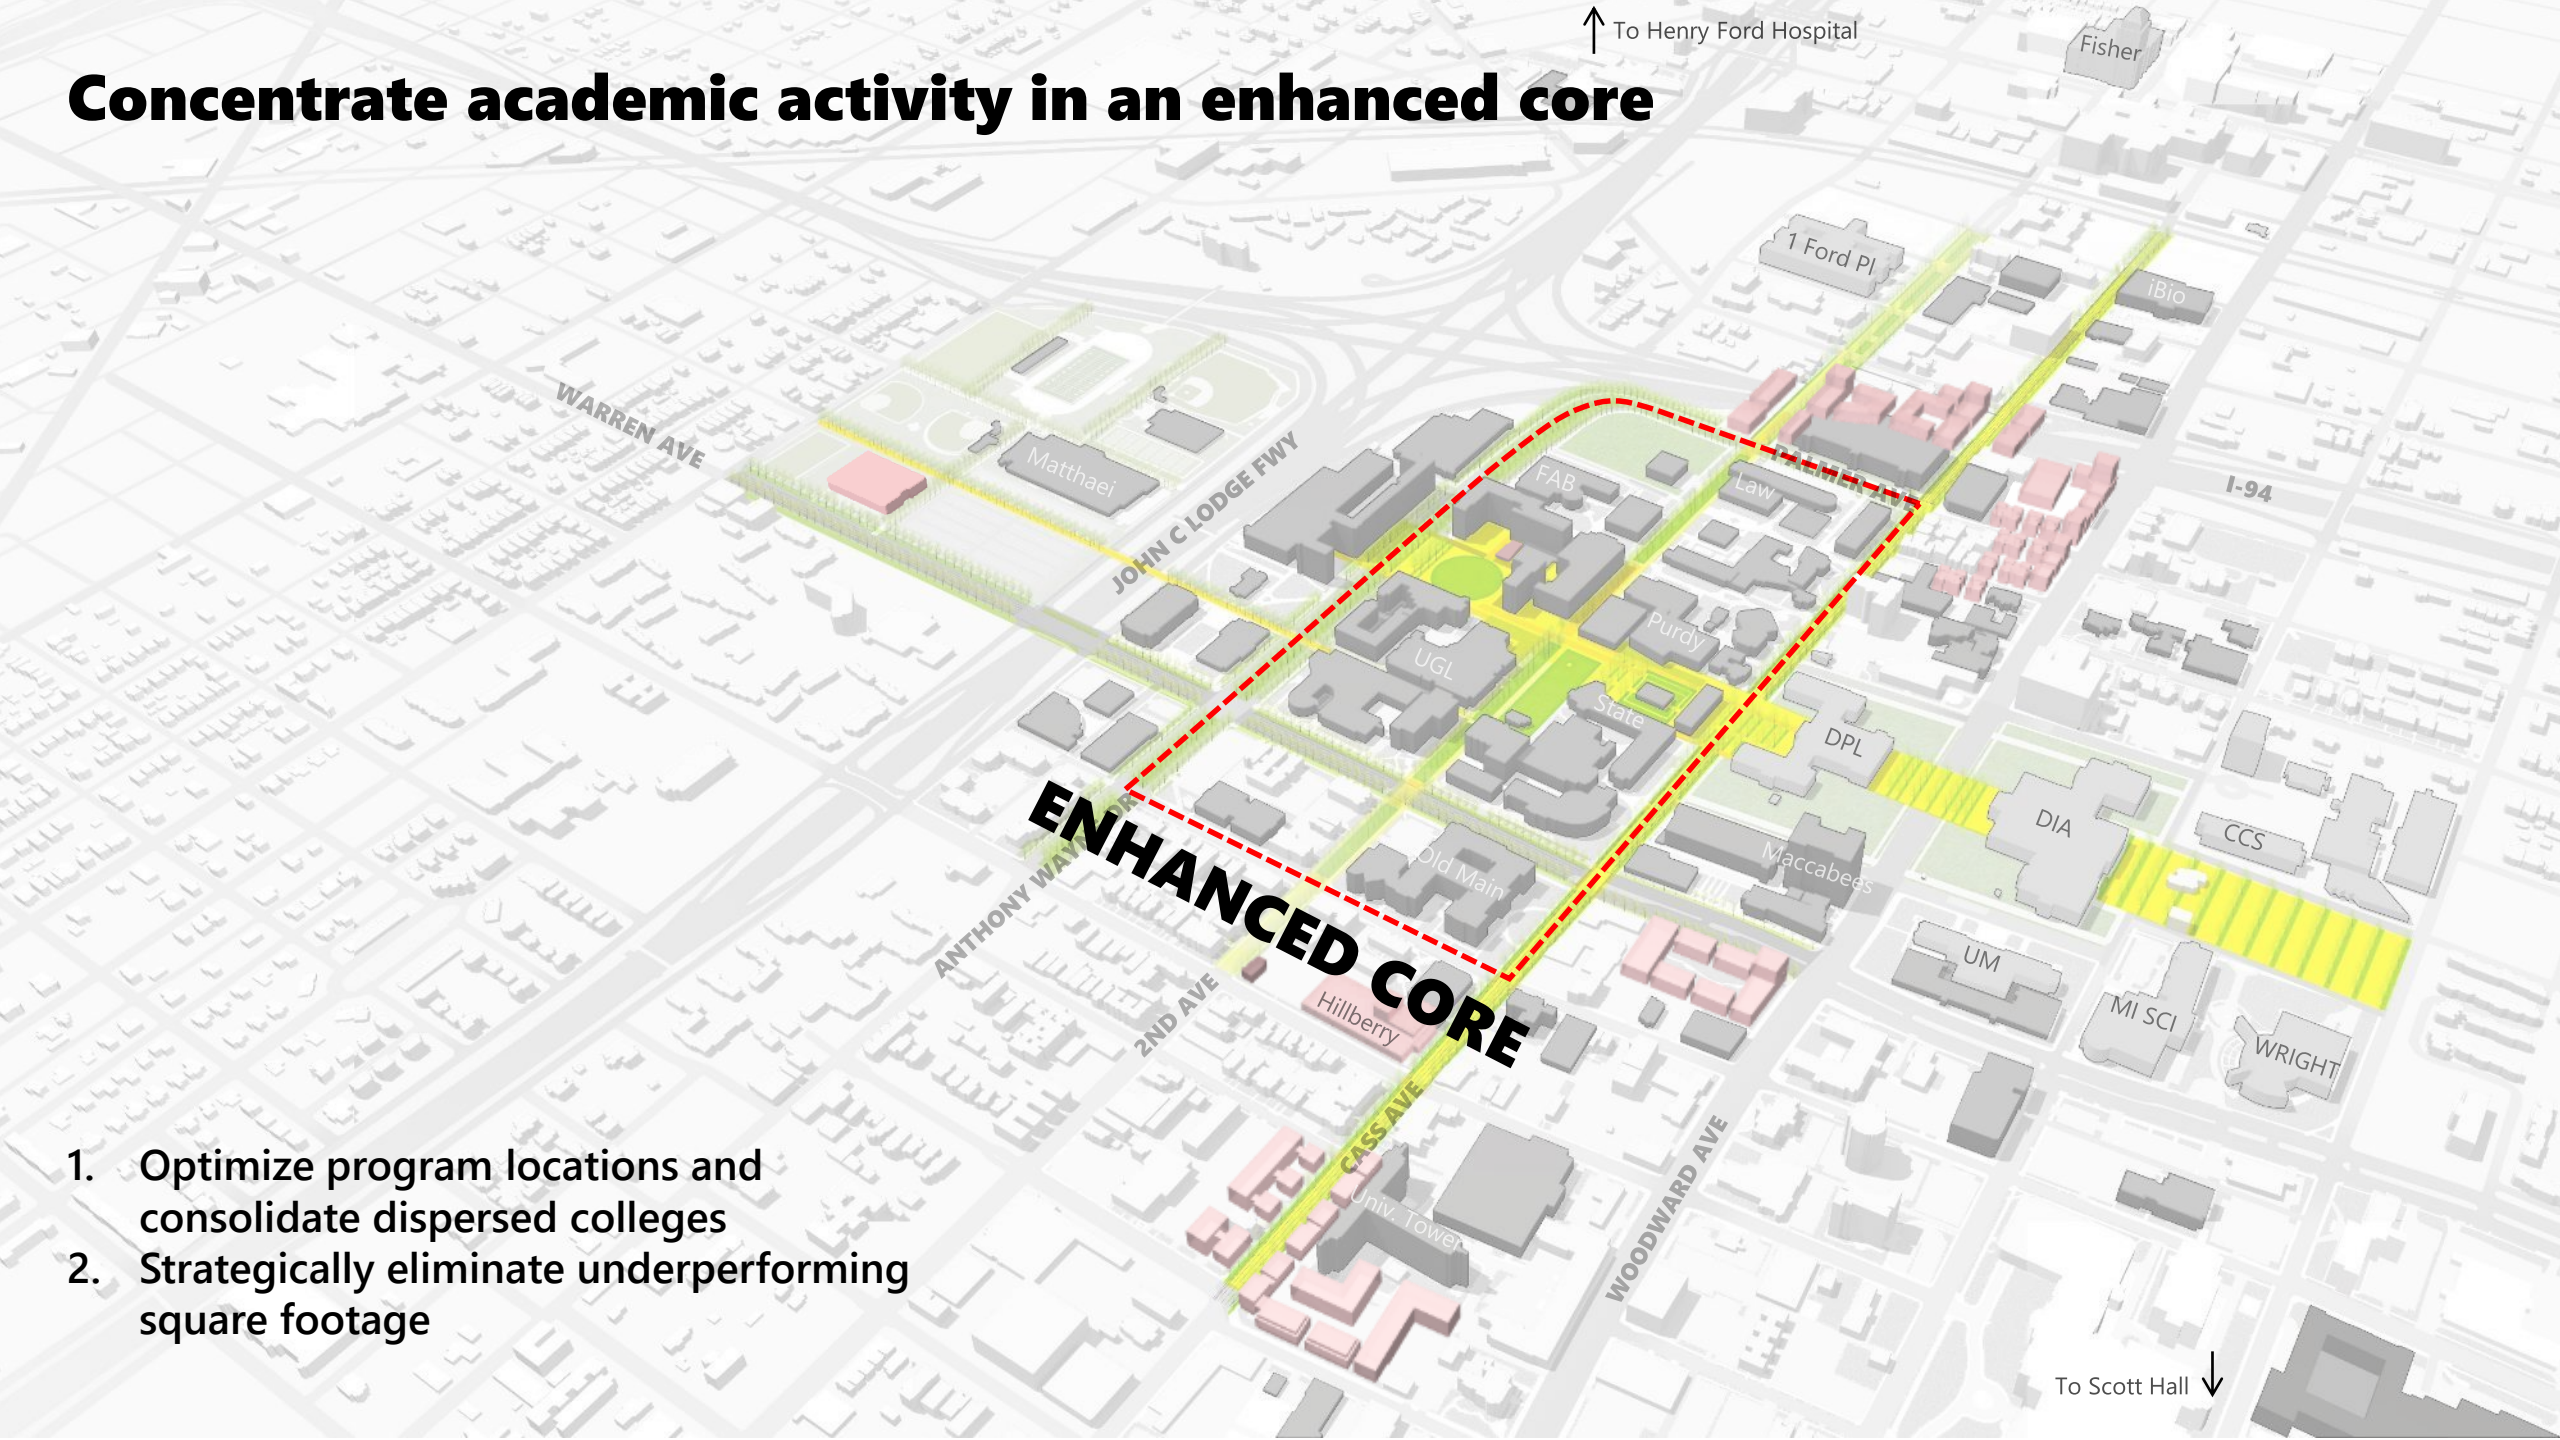 To Henry Ford Hospital
Fisher
Concentrate academic activity in an enhanced core
1 Ford Pl
iBio
WARREN AVE
Matthaei
JOHN C LODGE FWY
FAB
Law
PALMER AVE
I-94
UGL
Purdy
State
DPL
DIA
CCS
Maccabees
Old Main
ANTHONY WAYNE DR
ENHANCED CORE
2ND AVE
Hillberry
UM
MI SCI
WRIGHT
CASS AVE
WOODWARD AVE
Univ. Tower
1. Optimize program locations and
consolidate dispersed colleges
2. Strategically eliminate underperforming
square footage
To Scott Hall